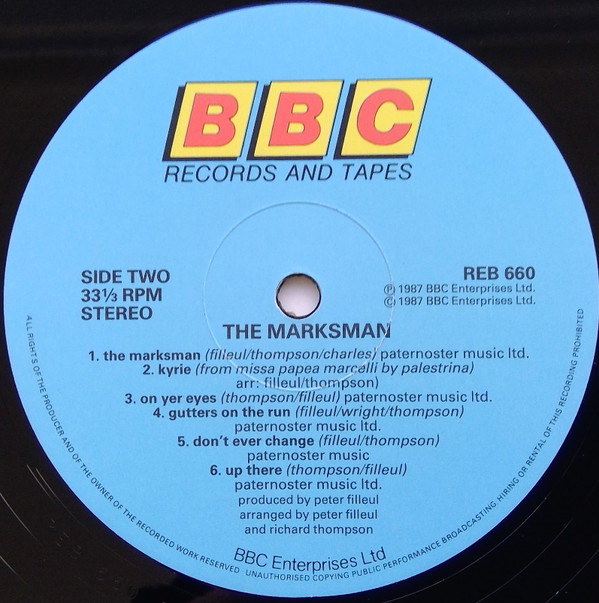 BBC
RECORDS AND TAPES
SIDE TWO
33⅓ RPM
STEREO
REB 660
Ⓟ 1987 BBC Enterprises Ltd.
© 1987 BBC Enterprises Ltd.
THE MARKSMAN
1. the marksman (filleul/thompson/charles) paternoster music ltd.
2. kyrie (from missa papea marcelli by palestrina)
arr: filleul/thompson)
3. on yer eyes (thompson/filleul) paternoster music ltd.
4. gutters on the run (filleul/wright/thompson)
paternoster music ltd.
5. don't ever change (filleul/thompson)
paternoster music
6. up there (thompson/filleul)
paternoster music ltd.
produced by peter filleul
arranged by peter filleul
and richard thompson
BBC Enterprises Ltd
ALL RIGHTS OF THE PRODUCER AND OF THE OWNER OF THE RECORDED WORK RESERVED · UNAUTHORISED COPYING PUBLIC PERFORMANCE BROADCASTING. HIRING OR RENTAL OF THIS RECORDING PROHIBITED